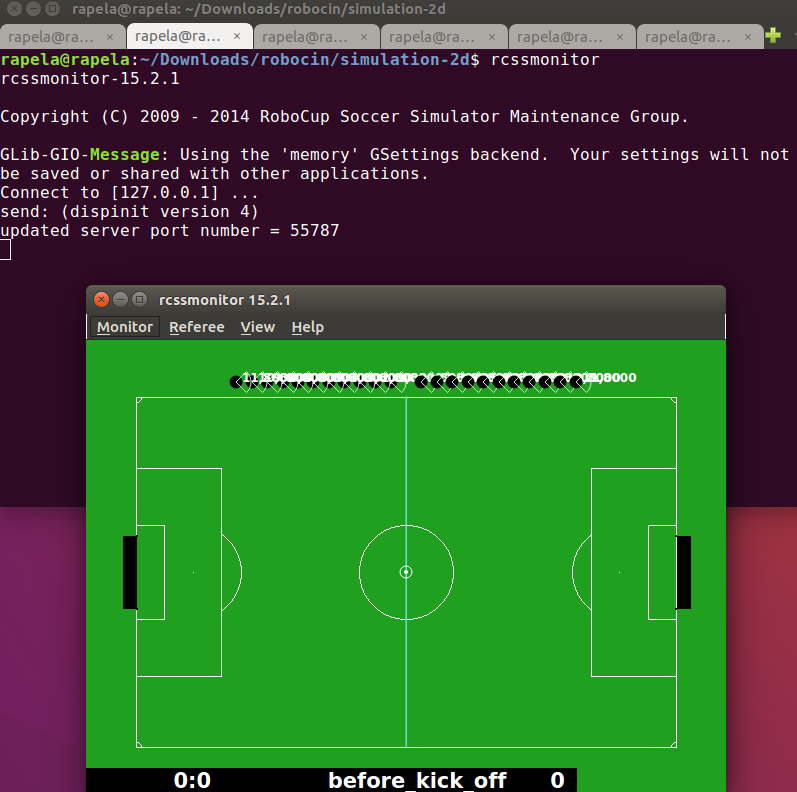 rapela@rapela: ~/Downloads/robocin/simulation-2d
rapela@ra... × rapela@ra... × rapela@ra... × rapela@ra... × rapela@ra... × rapela@ra... ×
rapela@rapela:~/Downloads/robocin/simulation-2d$ rcssmonitor
rcssmonitor-15.2.1
Copyright (C) 2009 - 2014 RoboCup Soccer Simulator Maintenance Group.
GLib-GIO-Message: Using the 'memory' GSettings backend.  Your settings will not
be saved or shared with other applications.
Connect to [127.0.0.1] ...
send: (dispinit version 4)
updated server port number = 55787
rcssmonitor 15.2.1
Monitor Referee View Help
0:0 before_kick_off 0